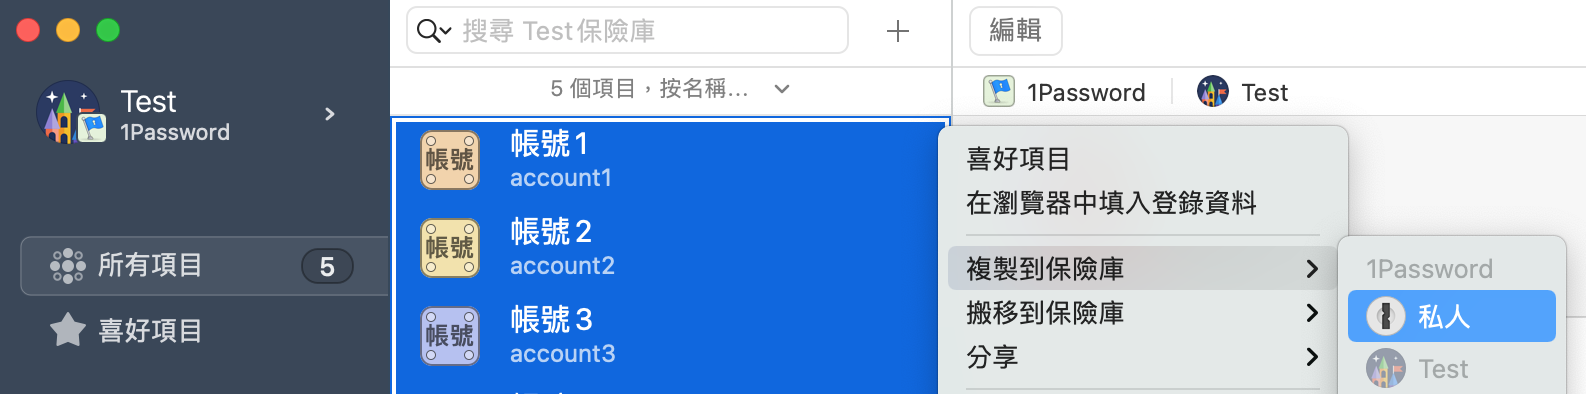 Test
1Password
所有項目
5
喜好項目
搜尋 Test 保險庫
5 個項目，按名稱...
帳號
帳號 1
account1
帳號
帳號 2
account2
帳號
帳號 3
account3
編輯
1Password
Test
喜好項目
在瀏覽器中填入登錄資料
複製到保險庫
搬移到保險庫
分享
1Password
私人
Test